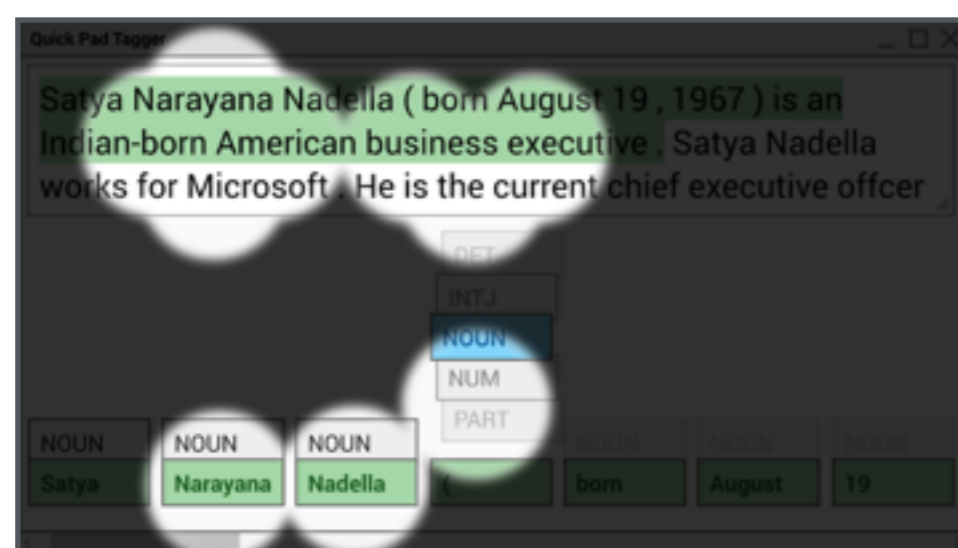 Quick Pad Tagger
Satya Narayana Nadella ( born August 19 , 1967 ) is an
Indian-born American business executive . Satya Nadella
works for Microsoft . He is the current chief executive offcer
DET
INTJ
NOUN
NUM
PART
NOUN NOUN NOUN NOUN NOUN NOUN
Satya Narayana Nadella ( born August 19